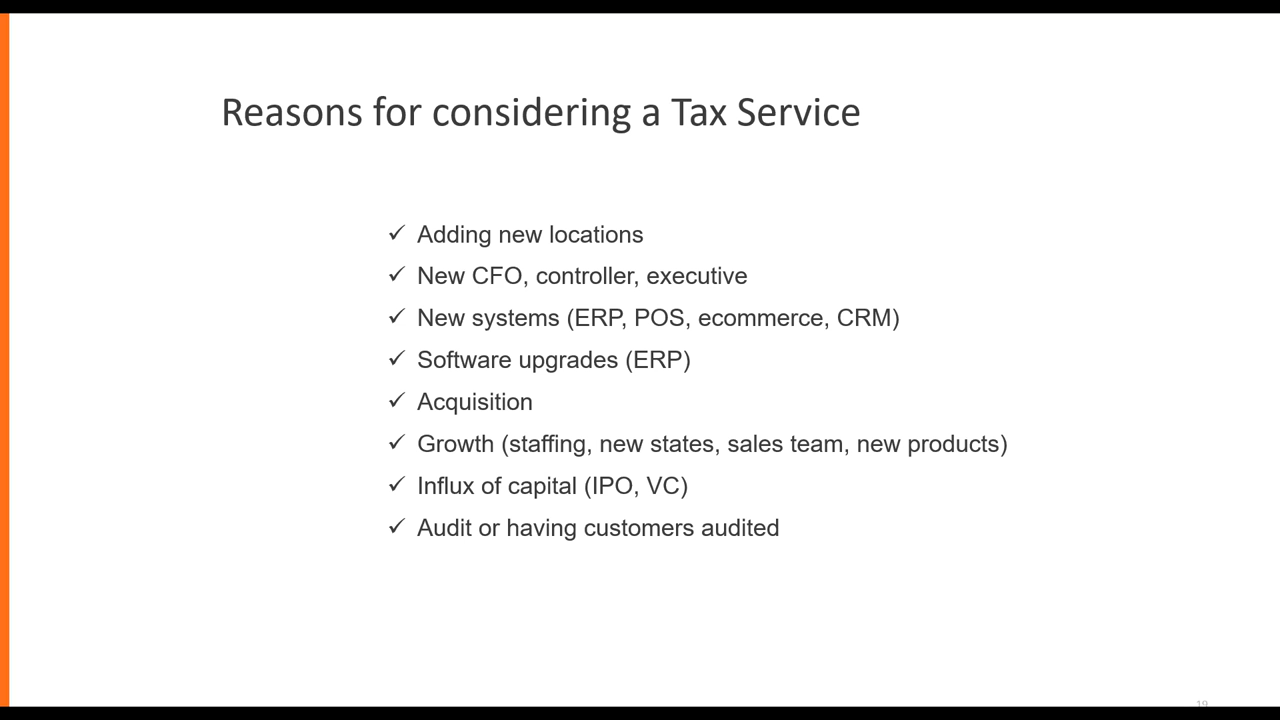 Reasons for considering a Tax Service
✓ Adding new locations
✓ New CFO, controller, executive
✓ New systems (ERP, POS, ecommerce, CRM)
✓ Software upgrades (ERP)
✓ Acquisition
✓ Growth (staffing, new states, sales team, new products)
✓ Influx of capital (IPO, VC)
✓ Audit or having customers audited
19